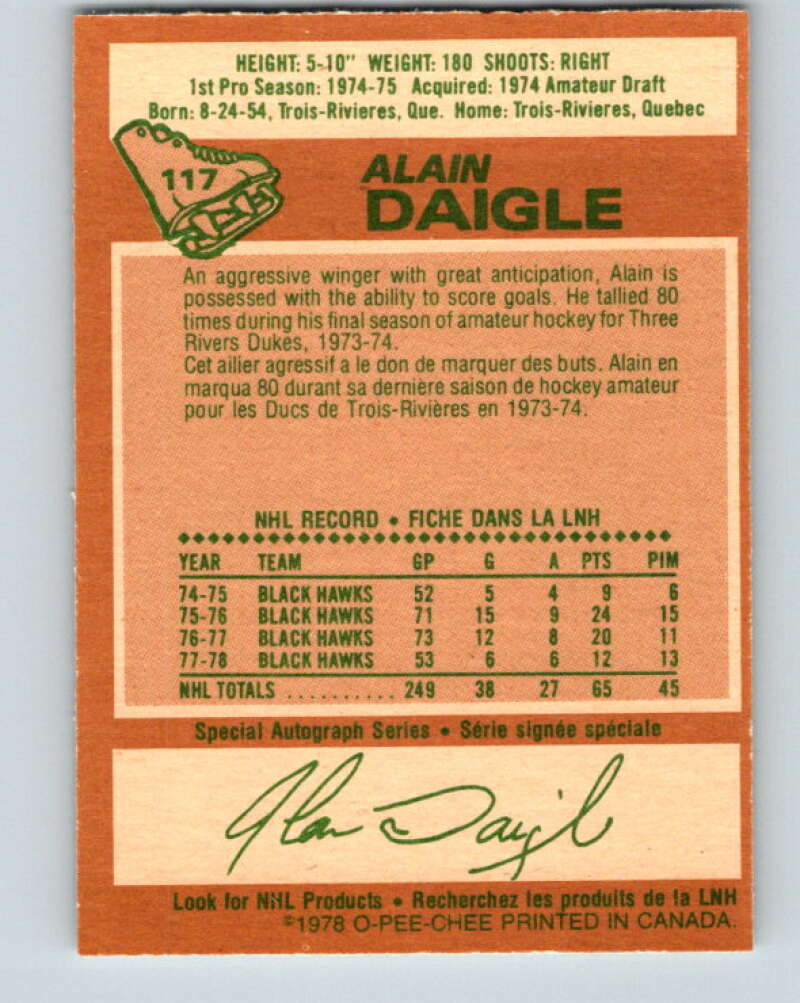 HEIGHT: 5-10" WEIGHT: 180 SHOOTS: RIGHT
1st Pro Season: 1974-75 Acquired: 1974 Amateur Draft
Born: 8-24-54, Trois-Rivieres, Que. Home: Trois-Rivieres, Quebec
117
ALAIN
DAIGLE
An aggressive winger with great anticipation, Alain is
possessed with the ability to score goals. He tallied 80
times during his final season of amateur hockey for Three
Rivers Dukes, 1973-74.
Cet ailier agressif a le don de marquer des buts. Alain en
marqua 80 durant sa dernière saison de hockey amateur
pour les Ducs de Trois-Rivières en 1973-74.
NHL RECORD • FICHE DANS LA LNH
YEAR TEAM GP G A PTS PIM
74-75 BLACK HAWKS 52 5 4 9 6
75-76 BLACK HAWKS 71 15 9 24 15
76-77 BLACK HAWKS 73 12 8 20 11
77-78 BLACK HAWKS 53 6 6 12 13
NHL TOTALS .......... 249 38 27 65 45
Special Autograph Series • Série signée spéciale
Alain Daigle
Look for NHL Products • Recherchez les produits de la LNH
©1978 O-PEE-CHEE PRINTED IN CANADA.